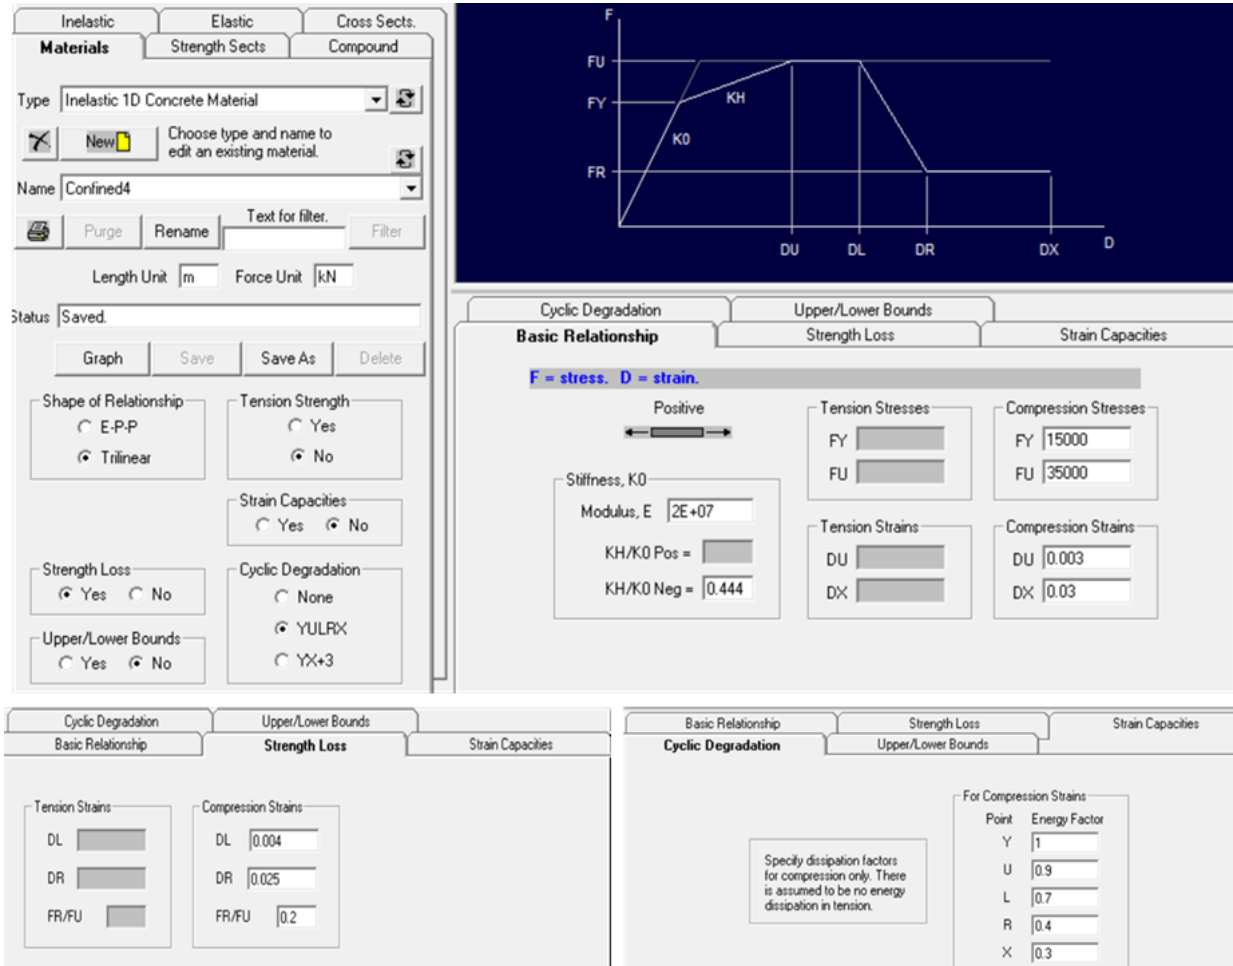 Inelastic Elastic Cross Sects.
Materials Strength Sects Compound
Type Inelastic 1D Concrete Material
New Choose type and name to
edit an existing material.
Name Confined4
Purge Rename Text for filter. Filter
Length Unit m Force Unit kN
Status Saved.
Graph Save Save As Delete
Shape of Relationship
E-P-P
Trilinear
Tension Strength
Yes
No
Strain Capacities
Yes No
Strength Loss
Yes No
Cyclic Degradation
None
YULRX
YX+3
Upper/Lower Bounds
Yes No
F
FU
FY
FR
KH
K0
DU DL DR DX D
Cyclic Degradation Upper/Lower Bounds
Basic Relationship Strength Loss Strain Capacities
F = stress. D = strain.
Positive
Stiffness, K0
Modulus, E 2E+07
KH/K0 Pos =
KH/K0 Neg = 0.444
Tension Stresses
FY
FU
Compression Stresses
FY 15000
FU 35000
Tension Strains
DU
DX
Compression Strains
DU 0.003
DX 0.03
Cyclic Degradation Upper/Lower Bounds
Basic Relationship Strength Loss Strain Capacities
Tension Strains
DL
DR
FR/FU
Compression Strains
DL 0.004
DR 0.025
FR/FU 0.2
Basic Relationship Strength Loss Strain Capacities
Cyclic Degradation Upper/Lower Bounds
Specify dissipation factors
for compression only. There
is assumed to be no energy
dissipation in tension.
For Compression Strains
Point Energy Factor
Y 1
U 0.9
L 0.7
R 0.4
X 0.3